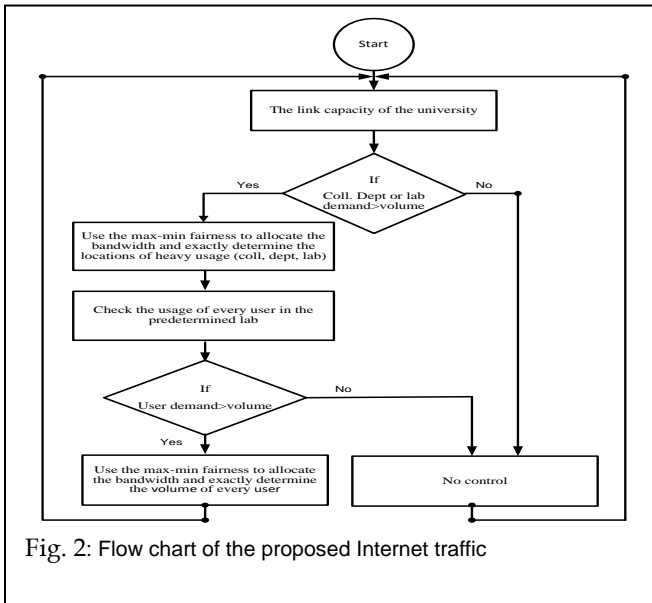 Start
The link capacity of the university
If
Coll. Dept or lab
demand>volume
Yes
No
Use the max-min fairness to allocate the
bandwidth and exactly determine the
locations of heavy usage (coll, dept, lab)
Check the usage of every user in the
predetermined lab
If
User demand>volume
No
Yes
Use the max-min fairness to allocate
the bandwidth and exactly determine
the volume of every user
No control
Fig. 2: Flow chart of the proposed Internet traffic